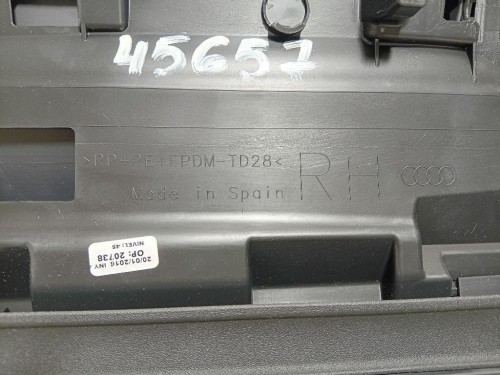 45657
>PP+PE+EPDM-TD28<
Made in Spain
RH
20/01/2016 INY
OP: 20738
NIVEL: 45